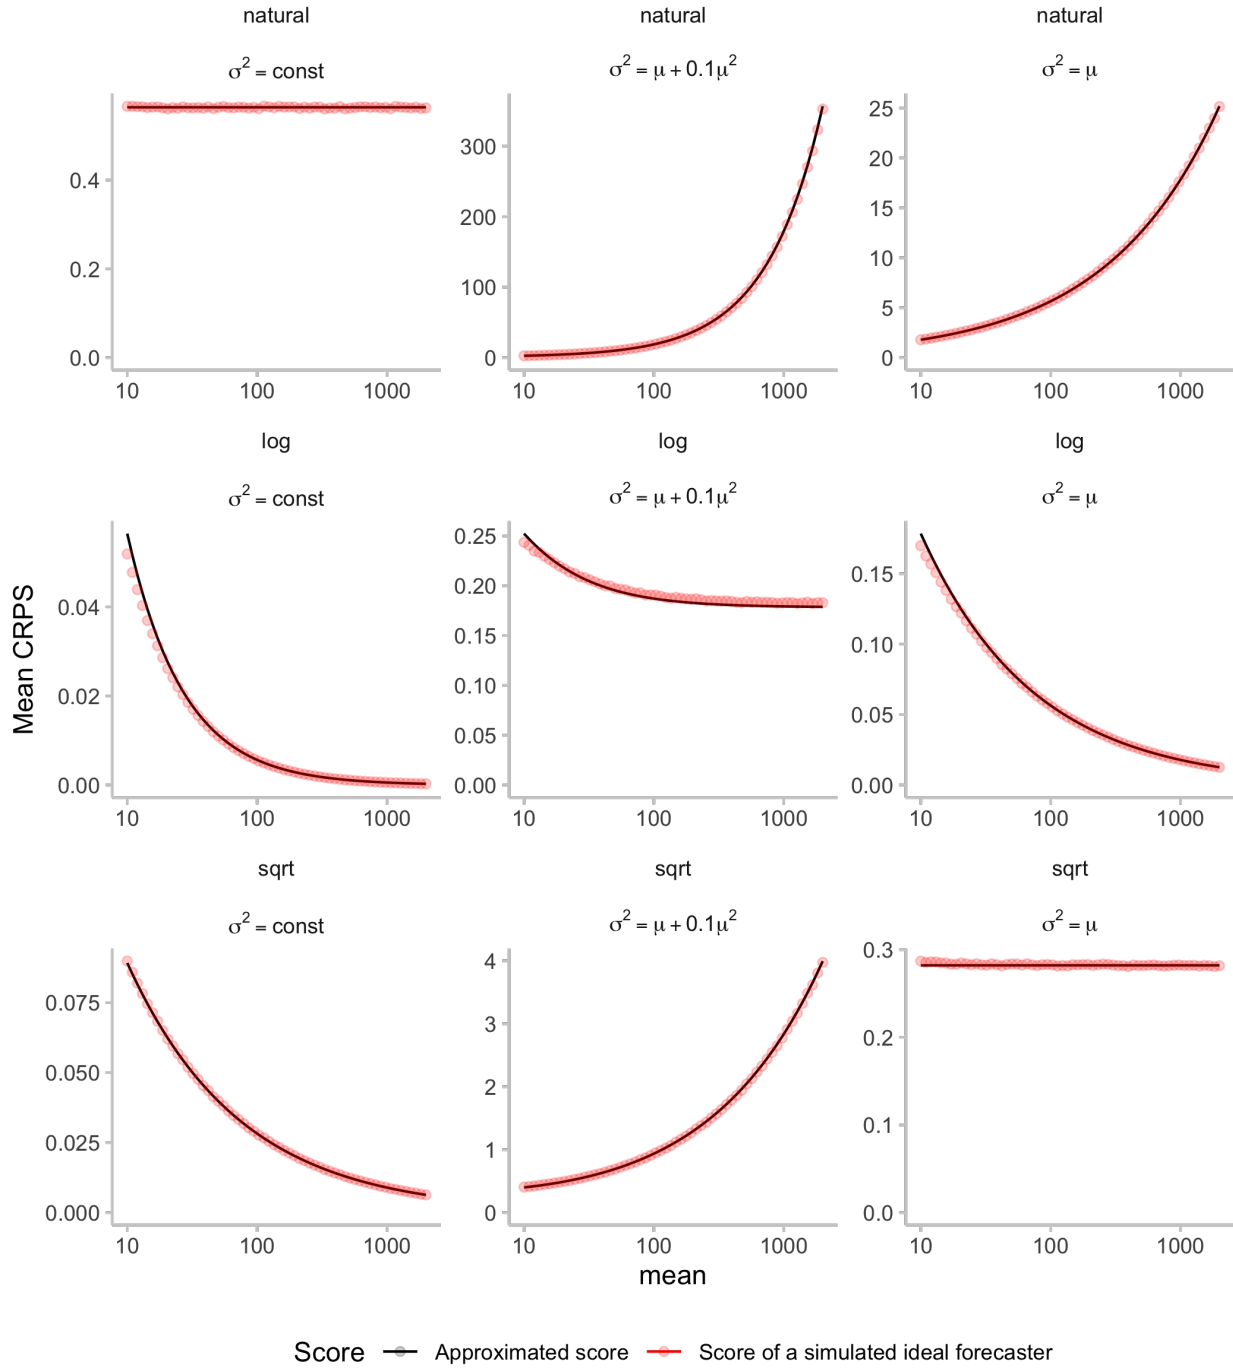 natural
natural
natural
σ² = const
σ² = μ + 0.1μ²
σ² = μ
0.4
0.2
0.0
10
100
1000
300
200
100
0
10
100
1000
25
20
15
10
5
0
10
100
1000
log
log
log
σ² = const
σ² = μ + 0.1μ²
σ² = μ
Mean CRPS
0.04
0.02
0.00
10
100
1000
0.25
0.20
0.15
0.10
0.05
0.00
10
100
1000
0.15
0.10
0.05
0.00
10
100
1000
sqrt
sqrt
sqrt
σ² = const
σ² = μ + 0.1μ²
σ² = μ
0.075
0.050
0.025
0.000
10
100
1000
4
3
2
1
0
10
100
1000
0.3
0.2
0.1
0.0
10
100
1000
mean
Score
Approximated score
Score of a simulated ideal forecaster